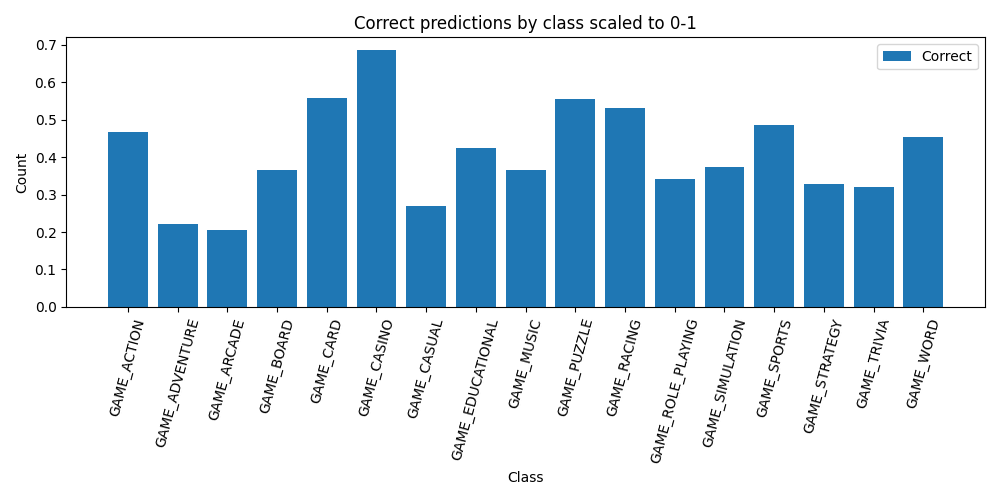 Correct predictions by class scaled to 0-1
Correct
Count
0.7
0.6
0.5
0.4
0.3
0.2
0.1
0.0
GAME_ACTION
GAME_ADVENTURE
GAME_ARCADE
GAME_BOARD
GAME_CARD
GAME_CASINO
GAME_CASUAL
GAME_EDUCATIONAL
GAME_MUSIC
GAME_PUZZLE
GAME_RACING
GAME_ROLE_PLAYING
GAME_SIMULATION
GAME_SPORTS
GAME_STRATEGY
GAME_TRIVIA
GAME_WORD
Class